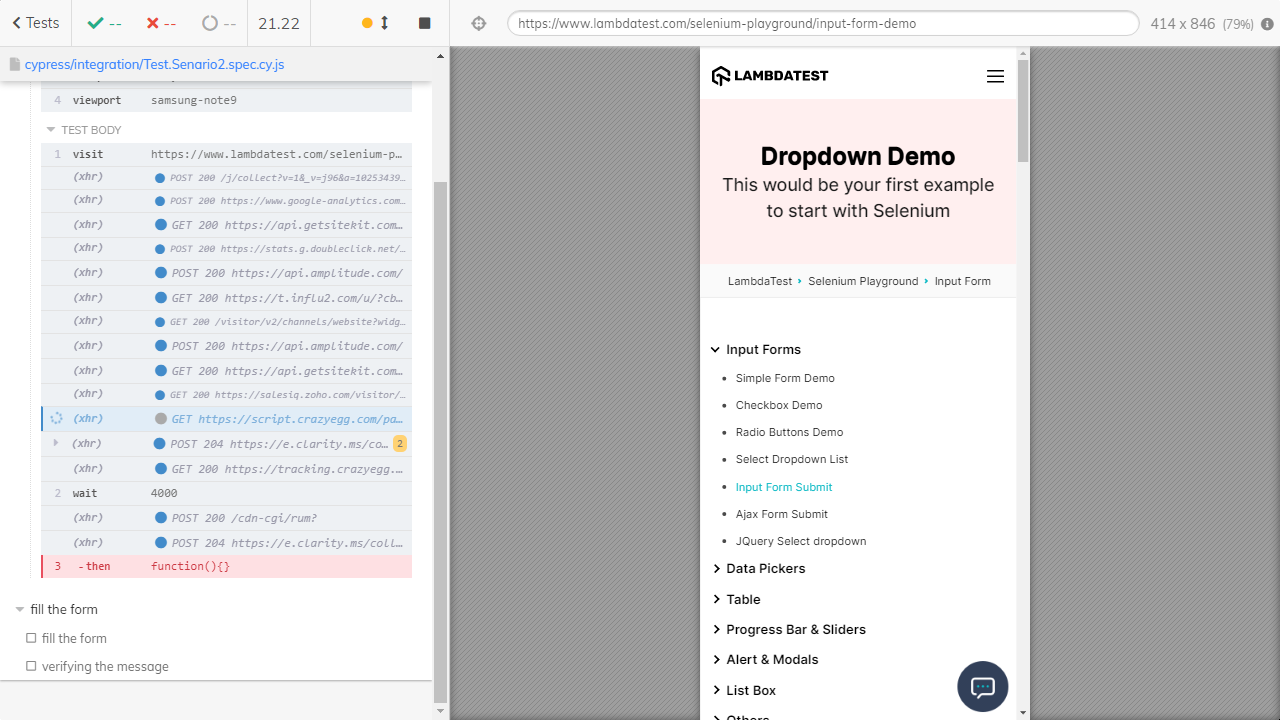 Tests
--
--
--
21.22
https://www.lambdatest.com/selenium-playground/input-form-demo
414 x 846 (79%)
cypress/integration/Test.Senario2.spec.cy.js
4 viewport samsung-note9
TEST BODY
1 visit https://www.lambdatest.com/selenium-p...
(xhr) POST 200 /j/collect?v=1&_v=j96&a=10253439...
(xhr) POST 200 https://www.google-analytics.com...
(xhr) GET 200 https://api.getsitekit.com...
(xhr) POST 200 https://stats.g.doubleclick.net/...
(xhr) POST 200 https://api.amplitude.com/
(xhr) GET 200 https://t.influ2.com/u/?cb...
(xhr) GET 200 /visitor/v2/channels/website?widg...
(xhr) POST 200 https://api.amplitude.com/
(xhr) GET 200 https://api.getsitekit.com...
(xhr) GET 200 https://salesiq.zoho.com/visitor/...
(xhr) GET https://script.crazyegg.com/pa...
(xhr) POST 204 https://e.clarity.ms/co... 2
(xhr) GET 200 https://tracking.crazyegg....
2 wait 4000
(xhr) POST 200 /cdn-cgi/rum?
(xhr) POST 204 https://e.clarity.ms/coll...
3 -then function(){}
fill the form
fill the form
verifying the message
LAMBDATEST
Dropdown Demo
This would be your first example
to start with Selenium
LambdaTest › Selenium Playground › Input Form
Input Forms
• Simple Form Demo
• Checkbox Demo
• Radio Buttons Demo
• Select Dropdown List
• Input Form Submit
• Ajax Form Submit
• JQuery Select dropdown
Data Pickers
Table
Progress Bar & Sliders
Alert & Modals
List Box
Others